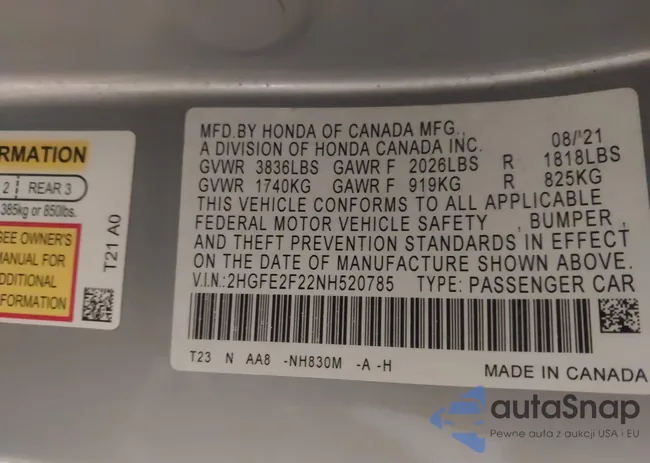 RMATION
2 REAR 3
385kg or 850lbs.
SEE OWNER'S
MANUAL FOR
ADDITIONAL
INFORMATION
T21 A0
MFD.BY HONDA OF CANADA MFG.,
A DIVISION OF HONDA CANADA INC. 08/'21
GVWR 3836LBS GAWR F 2026LBS R 1818LBS
GVWR 1740KG GAWR F 919KG R 825KG
THIS VEHICLE CONFORMS TO ALL APPLICABLE
FEDERAL MOTOR VEHICLE SAFETY , BUMPER ,
AND THEFT PREVENTION STANDARDS IN EFFECT
ON THE DATE OF MANUFACTURE SHOWN ABOVE.
V.I.N.:2HGFE2F22NH520785 TYPE: PASSENGER CAR
T23 N AA8 -NH830M -A -H
MADE IN CANADA
autaSnap
Pewne auta z aukcji USA i EU